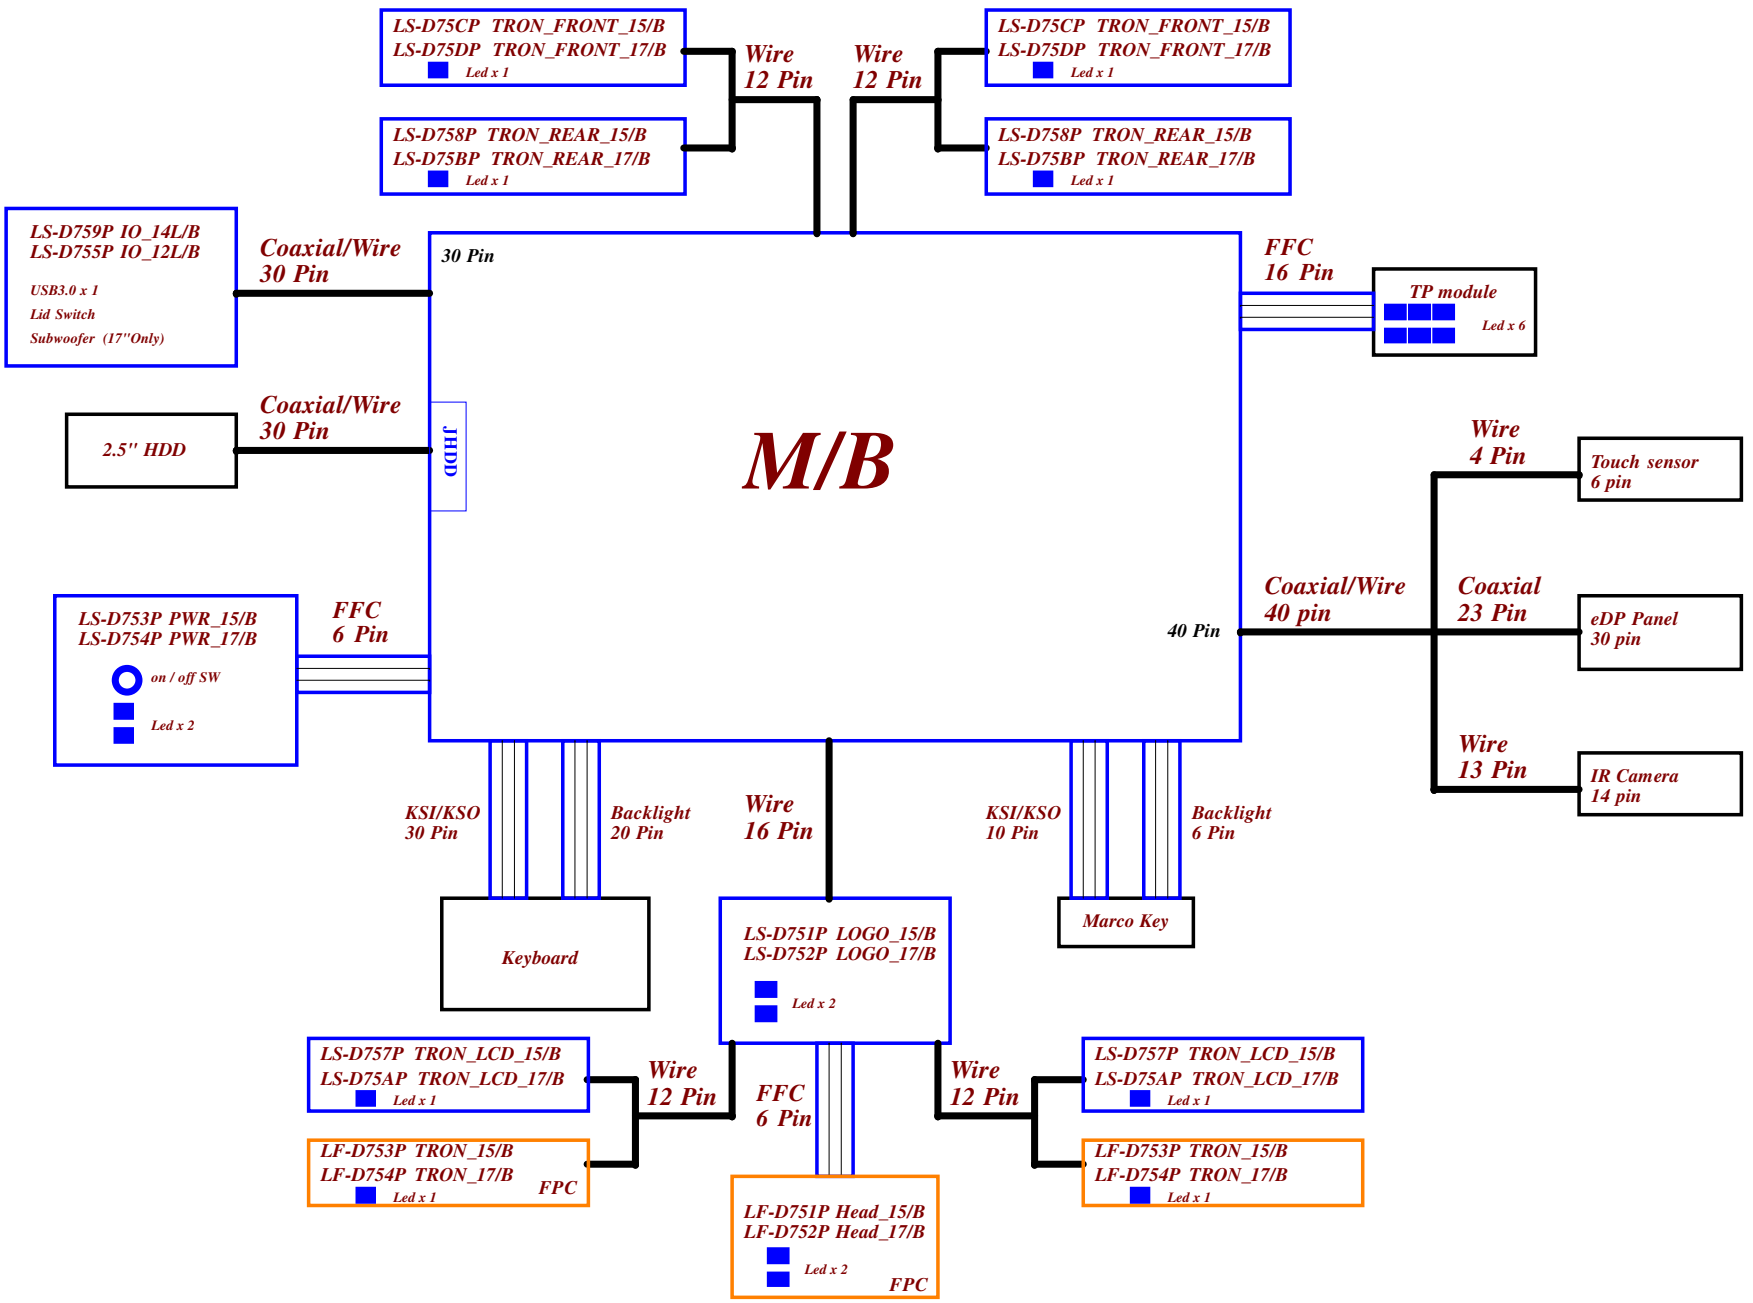 LS-D75CP TRON_FRONT_15/B
LS-D75DP TRON_FRONT_17/B
Led x 1
Wire
12 Pin
Wire
12 Pin
LS-D75CP TRON_FRONT_15/B
LS-D75DP TRON_FRONT_17/B
Led x 1
LS-D758P TRON_REAR_15/B
LS-D75BP TRON_REAR_17/B
Led x 1
LS-D758P TRON_REAR_15/B
LS-D75BP TRON_REAR_17/B
Led x 1
LS-D759P IO_14L/B
LS-D755P IO_12L/B
USB3.0 x 1
Lid Switch
Subwoofer (17"Only)
Coaxial/Wire
30 Pin
30 Pin
FFC
16 Pin
TP module
Led x 6
2.5" HDD
Coaxial/Wire
30 Pin
JHDD
M/B
Wire
4 Pin
Touch sensor
6 pin
LS-D753P PWR_15/B
LS-D754P PWR_17/B
on / off SW
Led x 2
FFC
6 Pin
40 Pin
Coaxial/Wire
40 pin
Coaxial
23 Pin
eDP Panel
30 pin
Wire
13 Pin
IR Camera
14 pin
KSI/KSO
30 Pin
Backlight
20 Pin
Wire
16 Pin
KSI/KSO
10 Pin
Backlight
6 Pin
Keyboard
LS-D751P LOGO_15/B
LS-D752P LOGO_17/B
Led x 2
Marco Key
LS-D757P TRON_LCD_15/B
LS-D75AP TRON_LCD_17/B
Led x 1
Wire
12 Pin
FFC
6 Pin
Wire
12 Pin
LS-D757P TRON_LCD_15/B
LS-D75AP TRON_LCD_17/B
Led x 1
LF-D753P TRON_15/B
LF-D754P TRON_17/B
Led x 1
FPC
LF-D753P TRON_15/B
LF-D754P TRON_17/B
Led x 1
LF-D751P Head_15/B
LF-D752P Head_17/B
Led x 2
FPC